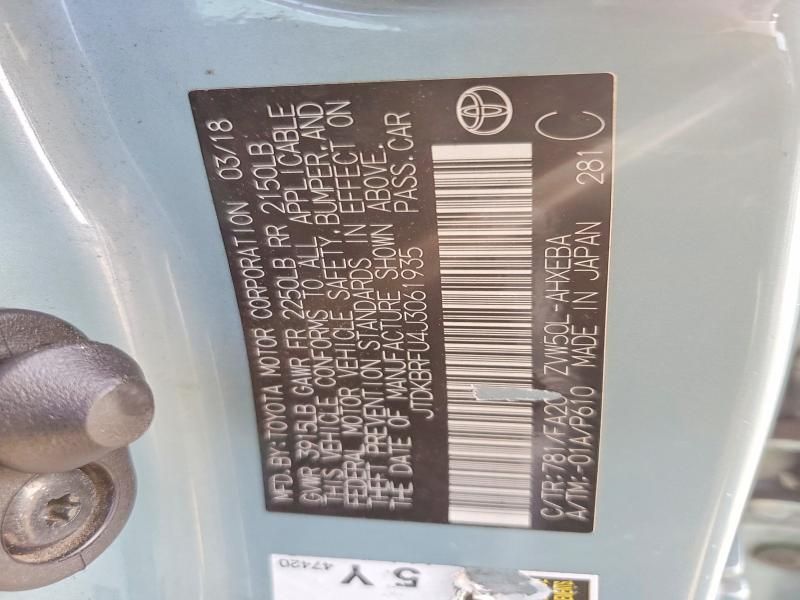 MFD.BY:TOYOTA MOTOR CORPORATION 03/18
GVWR 3915LB GAWR FR 2250LB RR 2150LB
THIS VEHICLE CONFORMS TO ALL APPLICABLE
FEDERAL MOTOR VEHICLE SAFETY,BUMPER,AND
THEFT PREVENTION STANDARDS IN EFFECT ON
THE DATE OF MANUFACTURE SHOWN ABOVE.
JTDKBRFU4J3061935 PASS.CAR
C/TR:781/FA20 ZVW50L-AHXEBA
A/TM:-01A/P610 MADE IN JAPAN 281 C
5 Y
47420